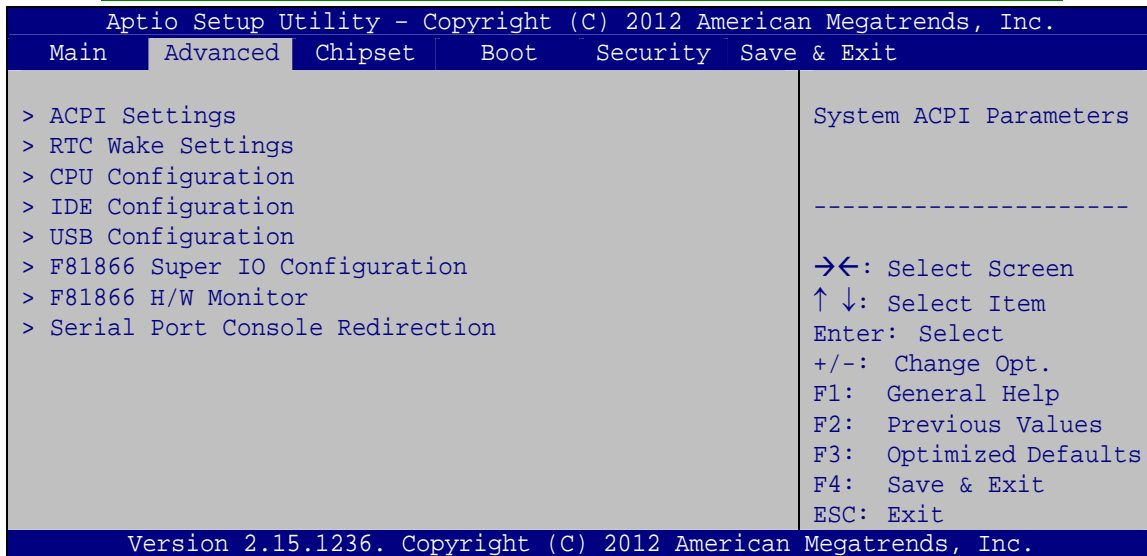 Aptio Setup Utility – Copyright (C) 2012 American Megatrends, Inc.
Main Advanced Chipset Boot Security Save & Exit
> ACPI Settings
> RTC Wake Settings
> CPU Configuration
> IDE Configuration
> USB Configuration
> F81866 Super IO Configuration
> F81866 H/W Monitor
> Serial Port Console Redirection
System ACPI Parameters
----------------------
→←: Select Screen
↑ ↓: Select Item
Enter: Select
+/-: Change Opt.
F1: General Help
F2: Previous Values
F3: Optimized Defaults
F4: Save & Exit
ESC: Exit
Version 2.15.1236. Copyright (C) 2012 American Megatrends, Inc.